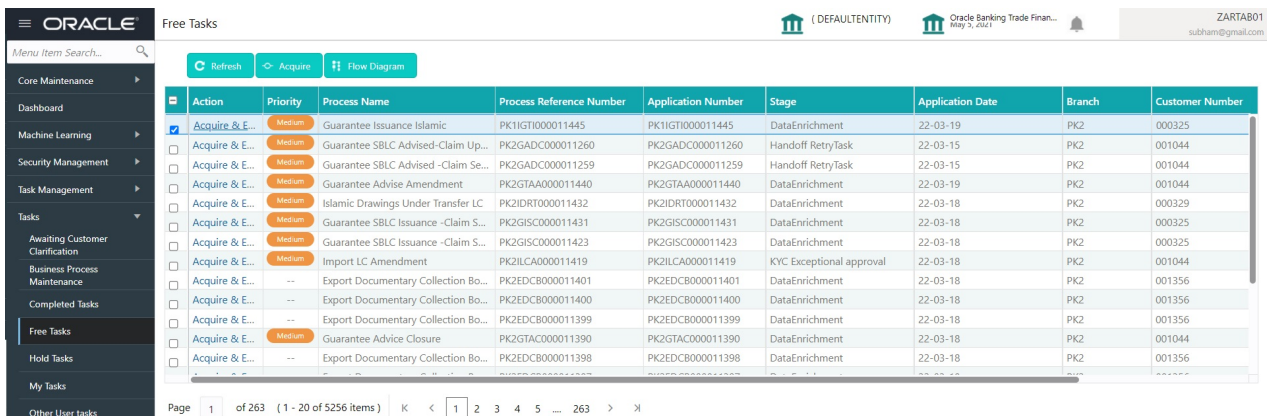 ORACLE
Free Tasks
( DEFAULTENTITY)
Oracle Banking Trade Finan...
May 5, 2021
ZARTAB01
subham@gmail.com
Menu Item Search...
Core Maintenance
Dashboard
Machine Learning
Security Management
Task Management
Tasks
Awaiting Customer
Clarification
Business Process
Maintenance
Completed Tasks
Free Tasks
Hold Tasks
My Tasks
Other User tasks
Refresh Acquire Flow Diagram
Action Priority Process Name Process Reference Number Application Number Stage Application Date Branch Customer Number
Acquire & E... Medium Guarantee Issuance Islamic PK1IGTI000011445 PK1IGTI000011445 DataEnrichment 22-03-19 PK2 000325
Acquire & E... Medium Guarantee SBLC Advised-Claim Up... PK2GADC000011260 PK2GADC000011260 Handoff RetryTask 22-03-15 PK2 001044
Acquire & E... Medium Guarantee SBLC Advised -Claim Se... PK2GADC000011259 PK2GADC000011259 Handoff RetryTask 22-03-15 PK2 001044
Acquire & E... Medium Guarantee Advise Amendment PK2GTAA000011440 PK2GTAA000011440 DataEnrichment 22-03-19 PK2 001044
Acquire & E... Medium Islamic Drawings Under Transfer LC PK2IDRT000011432 PK2IDRT000011432 DataEnrichment 22-03-18 PK2 000329
Acquire & E... Medium Guarantee SBLC Issuance -Claim S... PK2GISC000011431 PK2GISC000011431 DataEnrichment 22-03-18 PK2 000325
Acquire & E... Medium Guarantee SBLC Issuance -Claim S... PK2GISC000011423 PK2GISC000011423 DataEnrichment 22-03-18 PK2 000325
Acquire & E... Medium Import LC Amendment PK2ILCA000011419 PK2ILCA000011419 KYC Exceptional approval 22-03-18 PK2 001044
Acquire & E... -- Export Documentary Collection Bo... PK2EDCB000011401 PK2EDCB000011401 DataEnrichment 22-03-18 PK2 001356
Acquire & E... -- Export Documentary Collection Bo... PK2EDCB000011400 PK2EDCB000011400 DataEnrichment 22-03-18 PK2 001356
Acquire & E... -- Export Documentary Collection Bo... PK2EDCB000011399 PK2EDCB000011399 DataEnrichment 22-03-18 PK2 001356
Acquire & E... Medium Guarantee Advice Closure PK2GTAC000011390 PK2GTAC000011390 DataEnrichment 22-03-18 PK2 001044
Acquire & E... -- Export Documentary Collection Bo... PK2EDCB000011398 PK2EDCB000011398 DataEnrichment 22-03-18 PK2 001356
Page 1 of 263 (1 - 20 of 5256 items) 1 2 3 4 5 ... 263